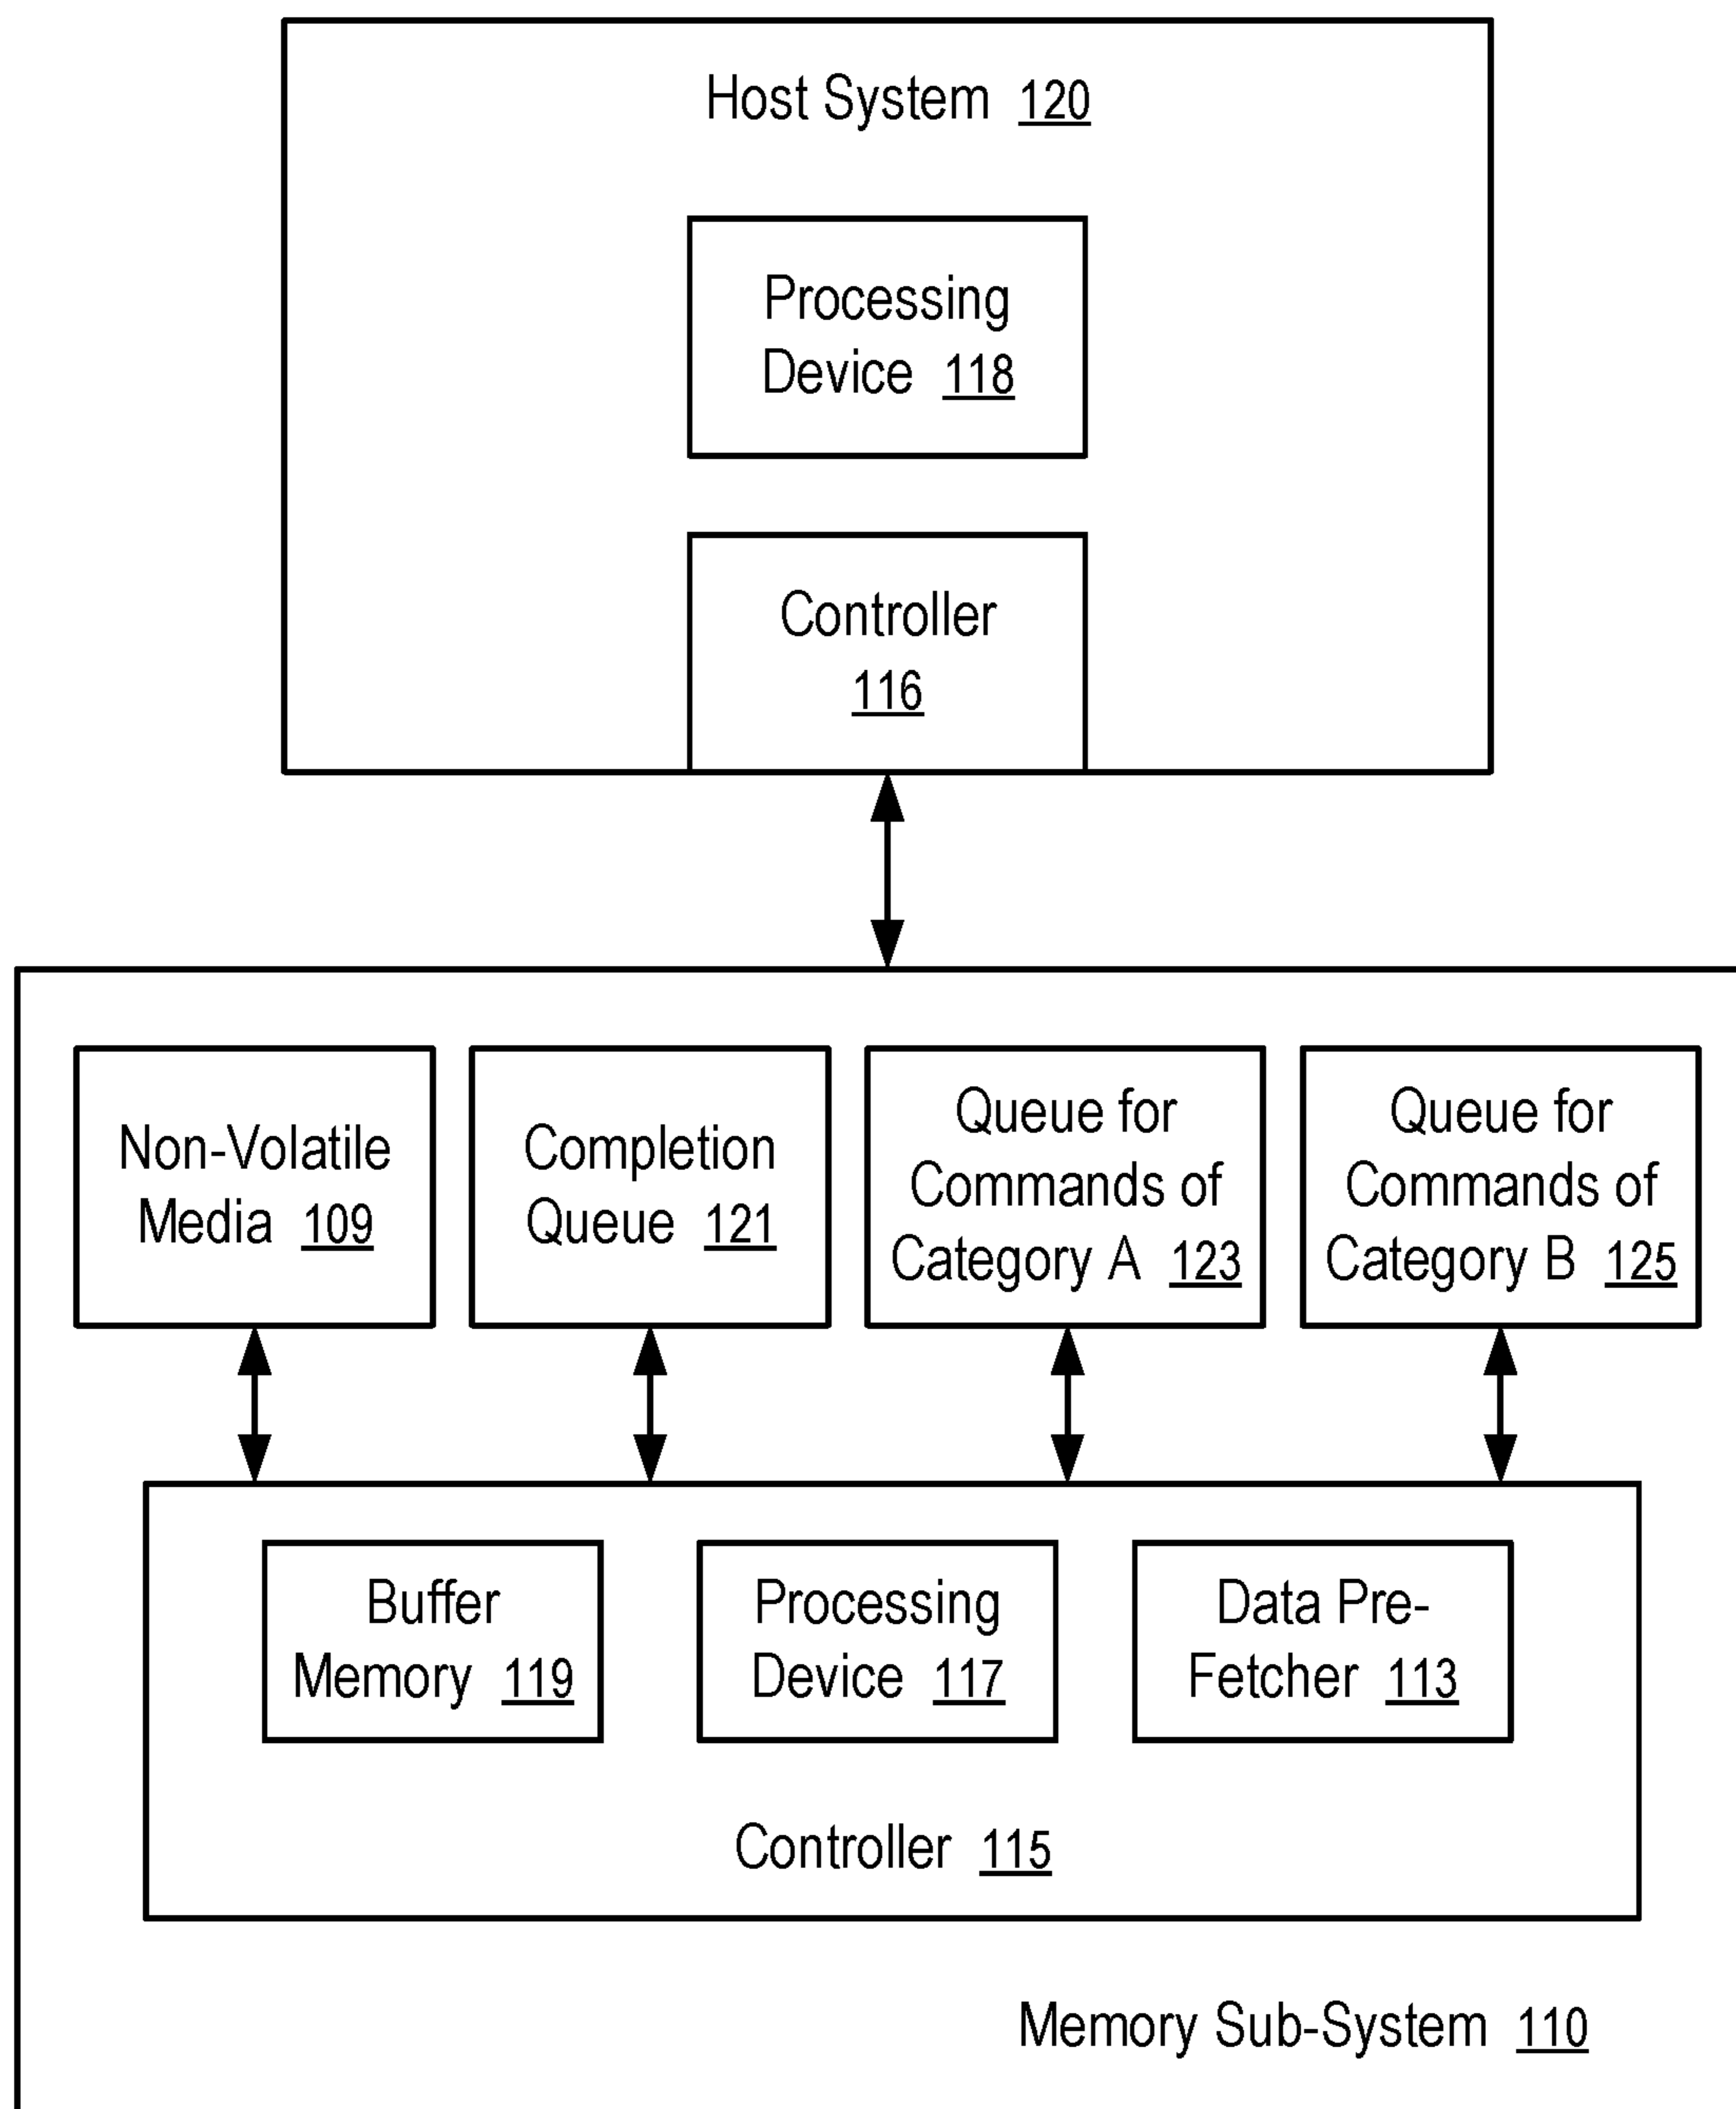 Host System 120
Processing
Device 118
Controller
116
Non-Volatile
Media 109
Completion
Queue 121
Queue for
Commands of
Category A 123
Queue for
Commands of
Category B 125
Buffer
Memory 119
Processing
Device 117
Data Pre-
Fetcher 113
Controller 115
Memory Sub-System 110